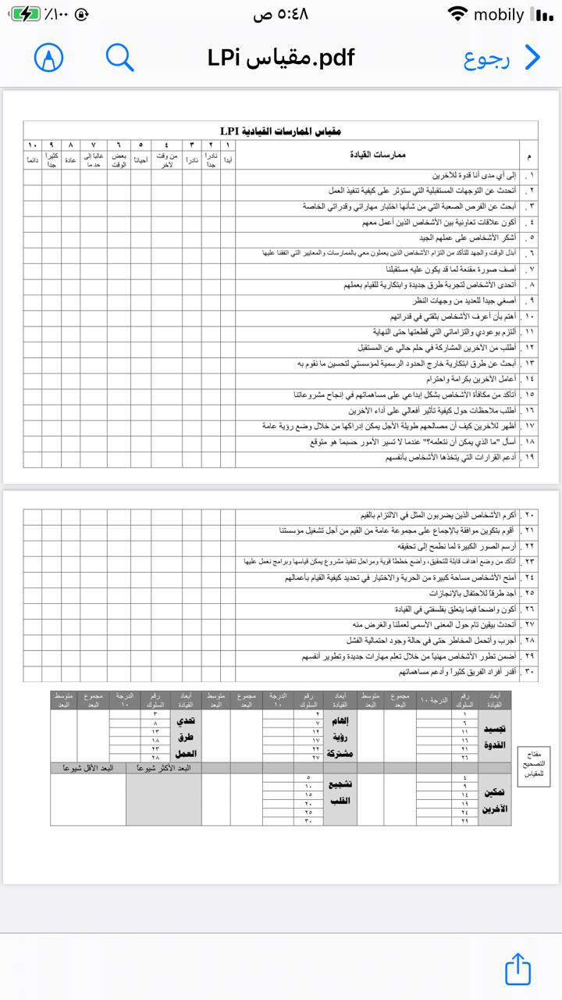 ٥:٤٨ ص
٪١٠٠
mobily
رجوع
مقياس LPi.pdf
مقياس الممارسات القيادية LPI
م
ممارسات القيادة
١ ٢ ٣ ٤ ٥ ٦ ٧ ٨ ٩ ١٠
أبدا نادراً جداً نادراً من وقت لآخر أحياناً بعض الوقت غالباً إلى حد ما عادة كثيراً جداً دائماً
١ . إلى أي مدى أنا قدوة للآخرين
٢ . أتحدث عن التوجهات المستقبلية التي ستؤثر على كيفية تنفيذ العمل
٣ . أبحث عن الفرص الصعبة التي من شأنها اختبار مهاراتي وقدراتي الخاصة
٤ . أكون علاقات تعاونية بين الأشخاص الذين أعمل معهم
٥ . أشكر الأشخاص على عملهم الجيد
٦ . أبذل الوقت والجهد للتأكد من التزام الأشخاص الذين يعملون معي بالممارسات والمعايير التي اتفقنا عليها
٧ . أصف صورة مقنعة لما قد يكون عليه مستقبلنا
٨ . أتحدى الأشخاص لتجربة طرق جديدة وابتكارية للقيام بعملهم
٩ . أصغي جيداً للعديد من وجهات النظر
١٠ . أهتم بأن أعرف الأشخاص بثقتي في قدراتهم
١١ . ألتزم بوعودي والتزاماتي التي قطعتها حتى النهاية
١٢ . أطلب من الآخرين المشاركة في حلم حالي عن المستقبل
١٣ . أبحث عن طرق ابتكارية خارج الحدود الرسمية لمؤسستي لتحسين ما نقوم به
١٤ . أعامل الآخرين بكرامة واحترام
١٥ . أتأكد من مكافأة الأشخاص بشكل إبداعي على مساهماتهم في إنجاح مشروعاتنا
١٦ . أطلب ملاحظات حول كيفية تأثير أفعالي على أداء الآخرين
١٧ . أظهر للآخرين كيف أن مصالحهم طويلة الأجل يمكن إدراكها من خلال وضع رؤية عامة
١٨ . أسأل "ما الذي يمكن أن نتعلمه؟" عندما لا تسير الأمور حسبما هو متوقع
١٩ . أدعم القرارات التي يتخذها الأشخاص بأنفسهم
٢٠ . أكرم الأشخاص الذين يضربون المثل في الالتزام بالقيم
٢١ . أقوم بتكوين موافقة بالإجماع على مجموعة عامة من القيم من أجل تشغيل مؤسستنا
٢٢ . أرسم الصور الكبيرة لما نطمح إلى تحقيقه
٢٣ . أتأكد من وضع أهداف قابلة للتحقيق، وأضع خططاً قوية ومراحل تنفيذ مشروع يمكن قياسها وبرامج نعمل عليها
٢٤ . أمنح الأشخاص مساحة كبيرة من الحرية والاختيار في تحديد كيفية القيام بأعمالهم
٢٥ . أجد طرقاً للاحتفال بالإنجازات
٢٦ . أكون واضحاً فيما يتعلق بفلسفتي في القيادة
٢٧ . أتحدث بيقين تام حول المعنى الأسمى لعملنا والغرض منه
٢٨ . أجرب وأتحمل المخاطر حتى في حالة وجود احتمالية الفشل
٢٩ . أضمن تطور الأشخاص مهنياً من خلال تعلم مهارات جديدة وتطوير أنفسهم
٣٠ . أقدر أفراد الفريق كثيراً وأدعم مساهماتهم
مفتاح
التصحيح
للمقياس
أبعاد القيادة رقم السلوك الدرجة ١٠ مجموع البعد متوسط البعد أبعاد القيادة رقم السلوك الدرجة ١٠ مجموع البعد متوسط البعد أبعاد القيادة رقم السلوك الدرجة ١٠ مجموع البعد متوسط البعد
تجسيد القدوة
١
٦
١١
١٦
٢١
٢٦
إلهام رؤية مشتركة
٢
٧
١٢
١٧
٢٢
٢٧
تحدي طرق العمل
٣
٨
١٣
١٨
٢٣
٢٨
البعد الأكثر شيوعاً البعد الأقل شيوعاً
تمكين الآخرين
٤
٩
١٤
١٩
٢٤
٢٩
تشجيع القلب
٥
١٠
١٥
٢٠
٢٥
٣٠